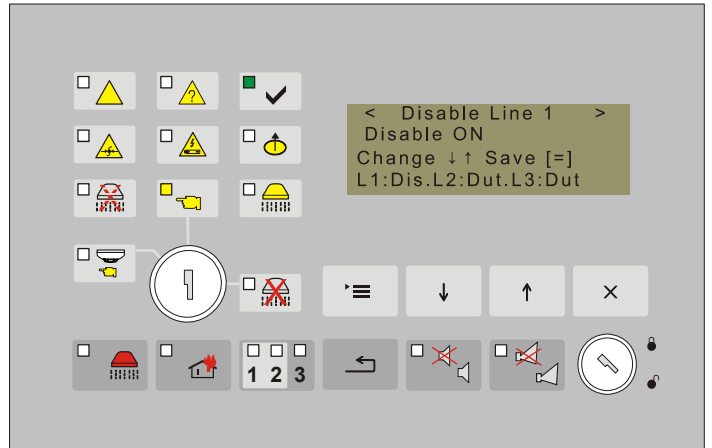 ?
< Disable Line 1 >
Disable ON
Change ↓↑ Save [=]
L1:Dis.L2:Dut.L3:Dut
1 2 3